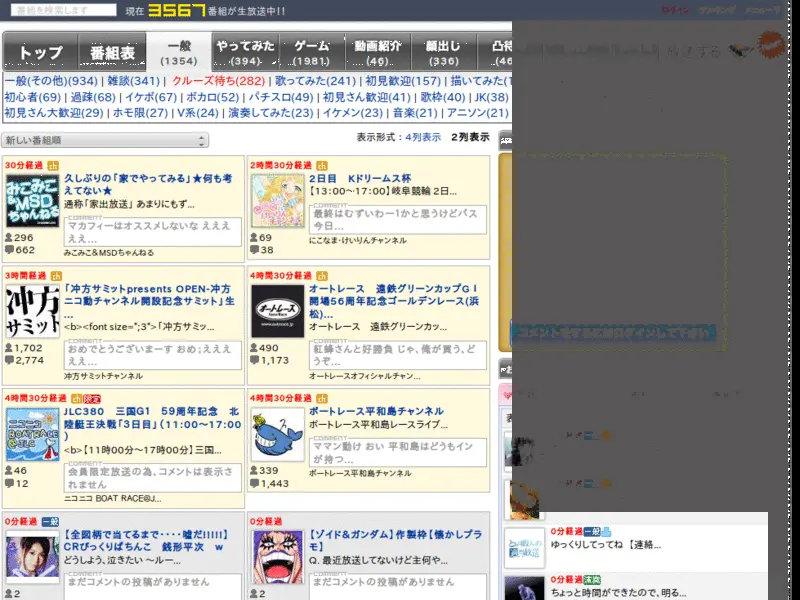 番組を検索します
現在 3567 番組が生放送中!!
ログイン
トップ
番組表
一般
(1354)
やってみた
(394)
ゲーム
(1981)
動画紹介
(46)
顔出し
(336)
凸待
(46
放送する
一般(その他)(934) | 雑談(341) | クルーズ待ち(282) | 歌ってみた(241) | 初見歓迎(157) | 描いてみた(1
初心者(69) | 過疎(68) | イケボ(67) | ボカロ(52) | パチスロ(49) | 初見さん歓迎(41) | 歌枠(40) | JK(38)
初見さん大歓迎(29) | ホモ限(27) | V系(24) | 演奏してみた(23) | イケメン(23) | 音楽(21) | アニソン(21)
新しい番組順
表示形式：4列表示 2列表示
30分経過 ch
久しぶりの「家でやってみる」★何も考えてない★
通称「家出放送」 あまりにもず...
COMMENT
マカフィーはオススメしないな ええええええ...
296
662
みこみこ&MSDちゃんねる
2時間30分経過 ch
2日目 Kドリームス杯
【13:00～17:00】岐阜競輪 2日...
COMMENT
最終はむずいわー1かと思うけどバス 今日...
69
38
にこなま・けいりんチャンネル
3時間経過 ch
「冲方サミットpresents OPEN-冲方ニコ動チャンネル開設記念サミット」生...
<b><font size=";3">「冲方サミッ...
COMMENT
おめでとうございまーす おめ；ええええええ...
1,702
2,774
冲方サミットチャンネル
4時間30分経過 ch
オートレース 遠鉄グリーンカップGⅠ開場56周年記念ゴールデンレース(浜松)...
オートレース 遠鉄グリーンカッ...
COMMENT
紅蜂さんと好勝負 じゃ、俺が買う、どうぞ...
490
1,173
オートレースオフィシャルチャン...
4時間30分経過 ch 限定
JLC380 三国G1 59周年記念 北陸艇王決戦「3日目」（11:00～17:00）
<b>【11時00分～17時00分】三国...
COMMENT
会員限定放送の為、コメントは表示されません
46
12
ニコニコ BOAT RACE@J...
4時間30分経過 ch
ボートレース平和島チャンネル
ボートレース平和島レースライブ...
COMMENT
ママン動け おい 平和島はどうもインが持つ...
339
1,443
ボートレース平和島チャンネル
コメントをするにはログインして下さい
0分経過 一般
【全図柄で当てるまで････嘘だ!!!!!】CRびっくりぱちんこ 銭形平次 w
どうしよう、泣きたい ～ルー...
COMMENT
まだコメントの投稿がありません
2
0分経過
【ゾイド&ガンダム】作製枠【懐かしプラモ】
Q. 最近放送してないけど主何や...
COMMENT
まだコメントの投稿がありません
2
0分経過 一般
ゆっくりしてってね 【連絡...
0分経過
ちょっと時間ができたので、明る...